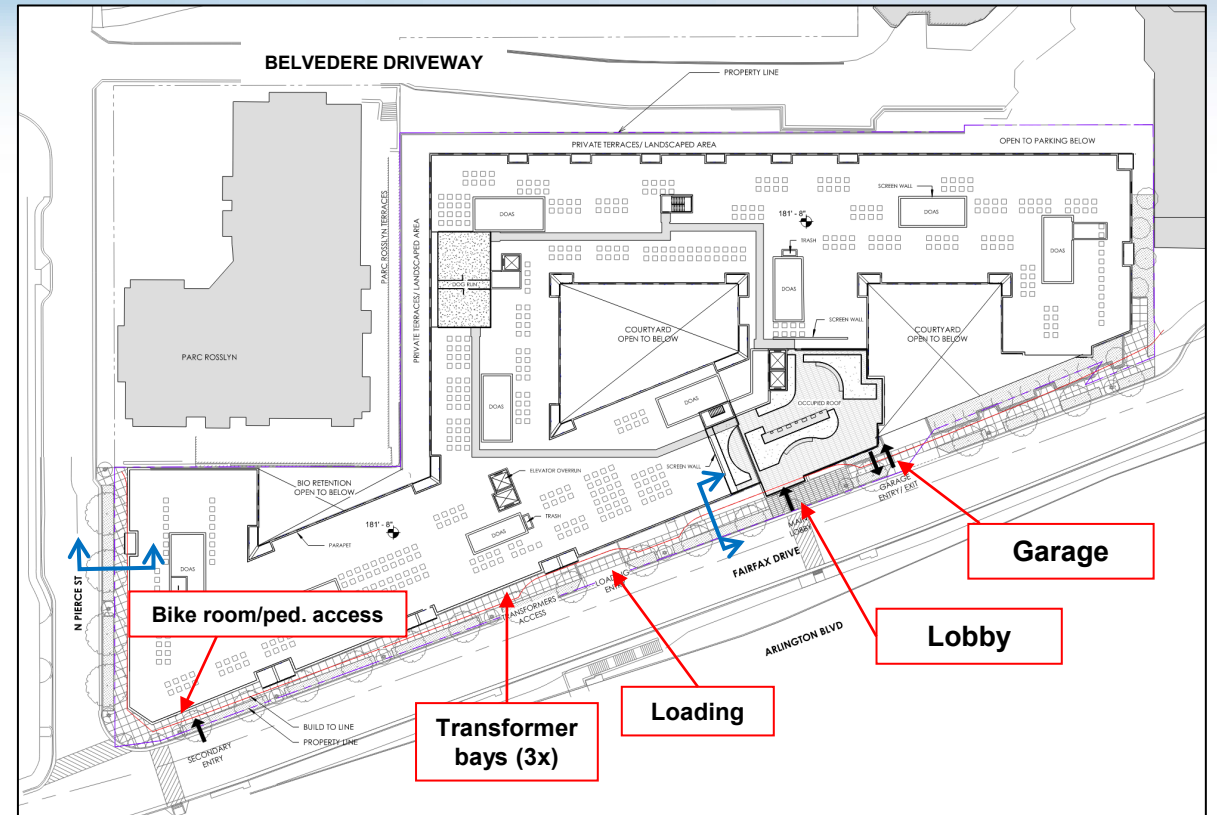 BELVEDERE DRIVEWAY
PROPERTY LINE
PRIVATE TERRACES/ LANDSCAPED AREA
OPEN TO PARKING BELOW
SCREEN WALL
DOAS
DOAS
181' - 8"
TRASH
DOAS
DOAS
PARC ROSSLYN TERRACES
PRIVATE TERRACES/ LANDSCAPED AREA
DOG RUN
SCREEN WALL
COURTYARD
OPEN TO BELOW
COURTYARD
OPEN TO BELOW
PARC ROSSLYN
DOAS
DOAS
OCCUPIED ROOF
SCREEN WALL
ELEVATOR OVERRUN
BIO RETENTION
OPEN TO BELOW
TRASH
181' - 8"
DOAS
PARAPET
DOAS
GARAGE
ENTRY/ EXIT
MAIN
LOBBY
FAIRFAX DRIVE
Garage
N PIERCE ST
LOADING
ENTRY
TRANSFORMERS
ACCESS
Bike room/ped. access
ARLINGTON BLVD
Lobby
Loading
Transformer
bays (3x)
BUILD TO LINE
PROPERTY LINE
SECONDARY
ENTRY